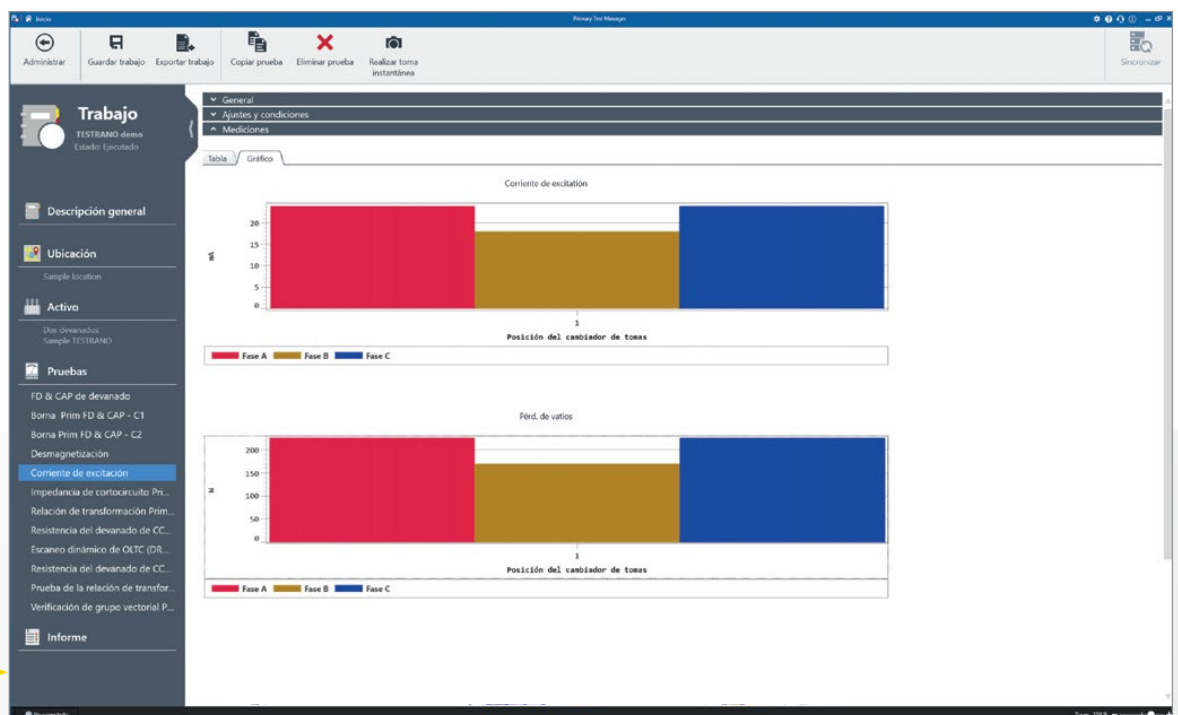 Inicio
Primary Test Manager
Administrar
Guardar trabajo
Exportar trabajo
Copiar prueba
Eliminar prueba
Realizar toma
instantánea
Sincronizar
Trabajo
TESTRANO demo
Estado: Ejecutado
Descripción general
Ubicación
Sample location
Activo
Dos devanados
Sample TESTRANO
Pruebas
FD & CAP de devanado
Borna Prim FD & CAP - C1
Borna Prim FD & CAP - C2
Desmagnetización
Corriente de excitación
Impedancia de cortocircuito Pri...
Relación de transformación Prim...
Resistencia del devanado de CC...
Escaneo dinámico de OLTC (DR...
Resistencia del devanado de CC...
Prueba de la relación de transfor...
Verificación de grupo vectorial P...
Informe
General
Ajustes y condiciones
Mediciones
Tabla
Gráfico
Corriente de excitatión
mA
20
15
10
5
0
1
Posición del cambiador de tomas
Fase A Fase B Fase C
Pérd. de vatios
W
200
150
100
50
0
1
Posición del cambiador de tomas
Fase A Fase B Fase C